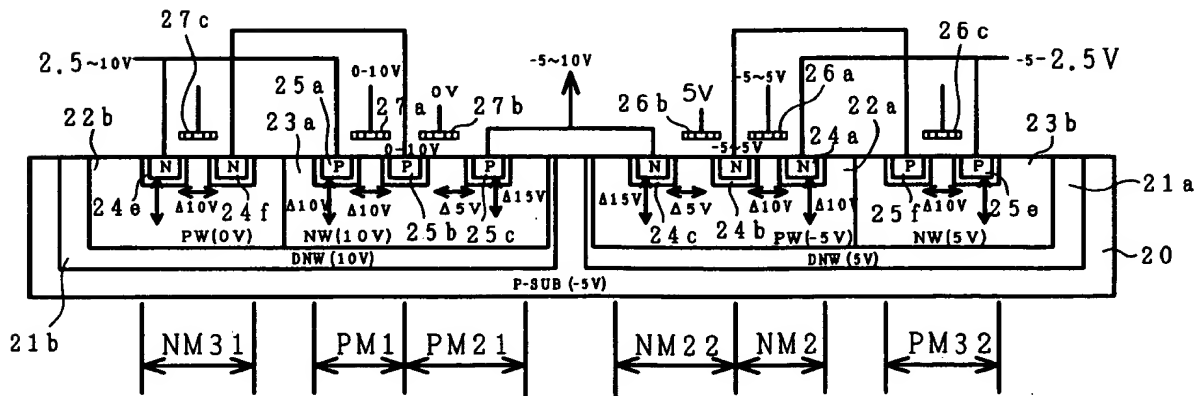 27c
2.5~10V
22b
23a
25a
0-10V
27a
0V
27b
-5~10V
26b
5V
-5~5V
26a
22a
26c
-5-2.5V
23b
N N P P P N N N P P
0-10V
-5~5V
24a
21a
24e
Δ10V
24f
Δ10V
Δ10V
Δ5V
Δ15V
Δ15V
Δ5V
Δ10V
Δ10V
25f
Δ10V
25e
PW(0V)
NW(10V)
25b
25c
24c
24b
PW(-5V)
NW(5V)
20
DNW(10V)
DNW(5V)
P-SUB(-5V)
21b
NM31
PM1
PM21
NM22
NM2
PM32